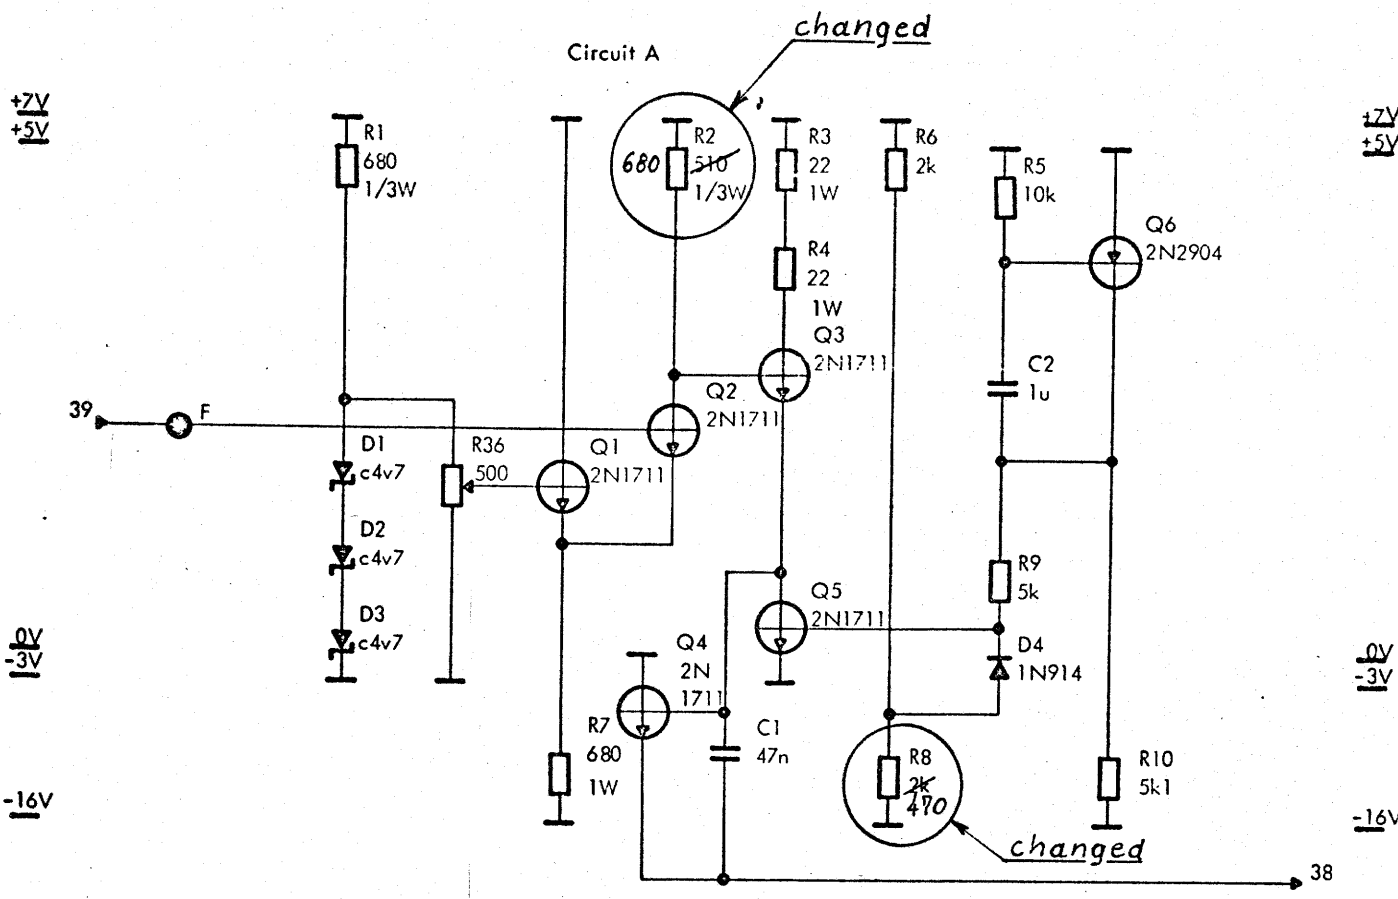 changed
Circuit A
+7V
+5V
R1
680
1/3W
680
R2
510
1/3W
R3
22
1W
R6
2k
R5
10k
+7V
+5V
Q6
2N2904
R4
22
1W
Q3
2N1711
C2
1u
39
F
Q2
2N1711
D1
c4v7
R36
500
Q1
2N1711
D2
c4v7
R9
5k
Q5
2N1711
D3
c4v7
0V
-3V
Q4
2N
1711
D4
1N914
0V
-3V
R7
680
1W
C1
47n
R8
2k
470
R10
5k1
-16V
-16V
changed
38